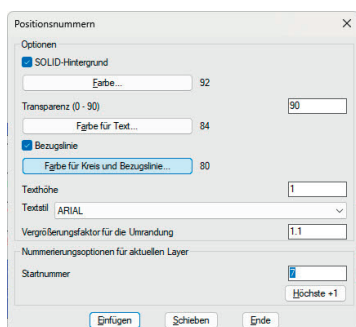 Positionsnummern
Optionen
SOLID-Hintergrund
Farbe... 92
Transparenz (0 - 90) 90
Farbe für Text... 84
Bezugslinie
Farbe für Kreis und Bezugslinie... 80
Texthöhe 1
Textstil ARIAL
Vergrößerungsfaktor für die Umrandung 1.1
Nummerierungsoptionen für aktuellen Layer
Startnummer 7
Höchste +1
Einfügen Schieben Ende